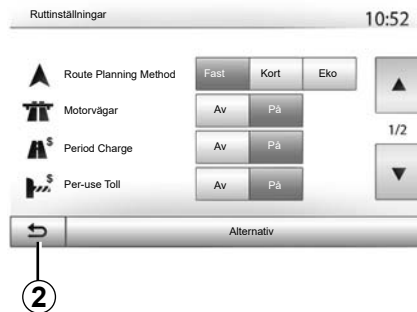 Ruttinställningar 10:52
Route Planning Method Fast Kort Eko
Motorvägar Av På
1/2
$ Period Charge Av På
$ Per-use Toll Av På
Alternativ
2